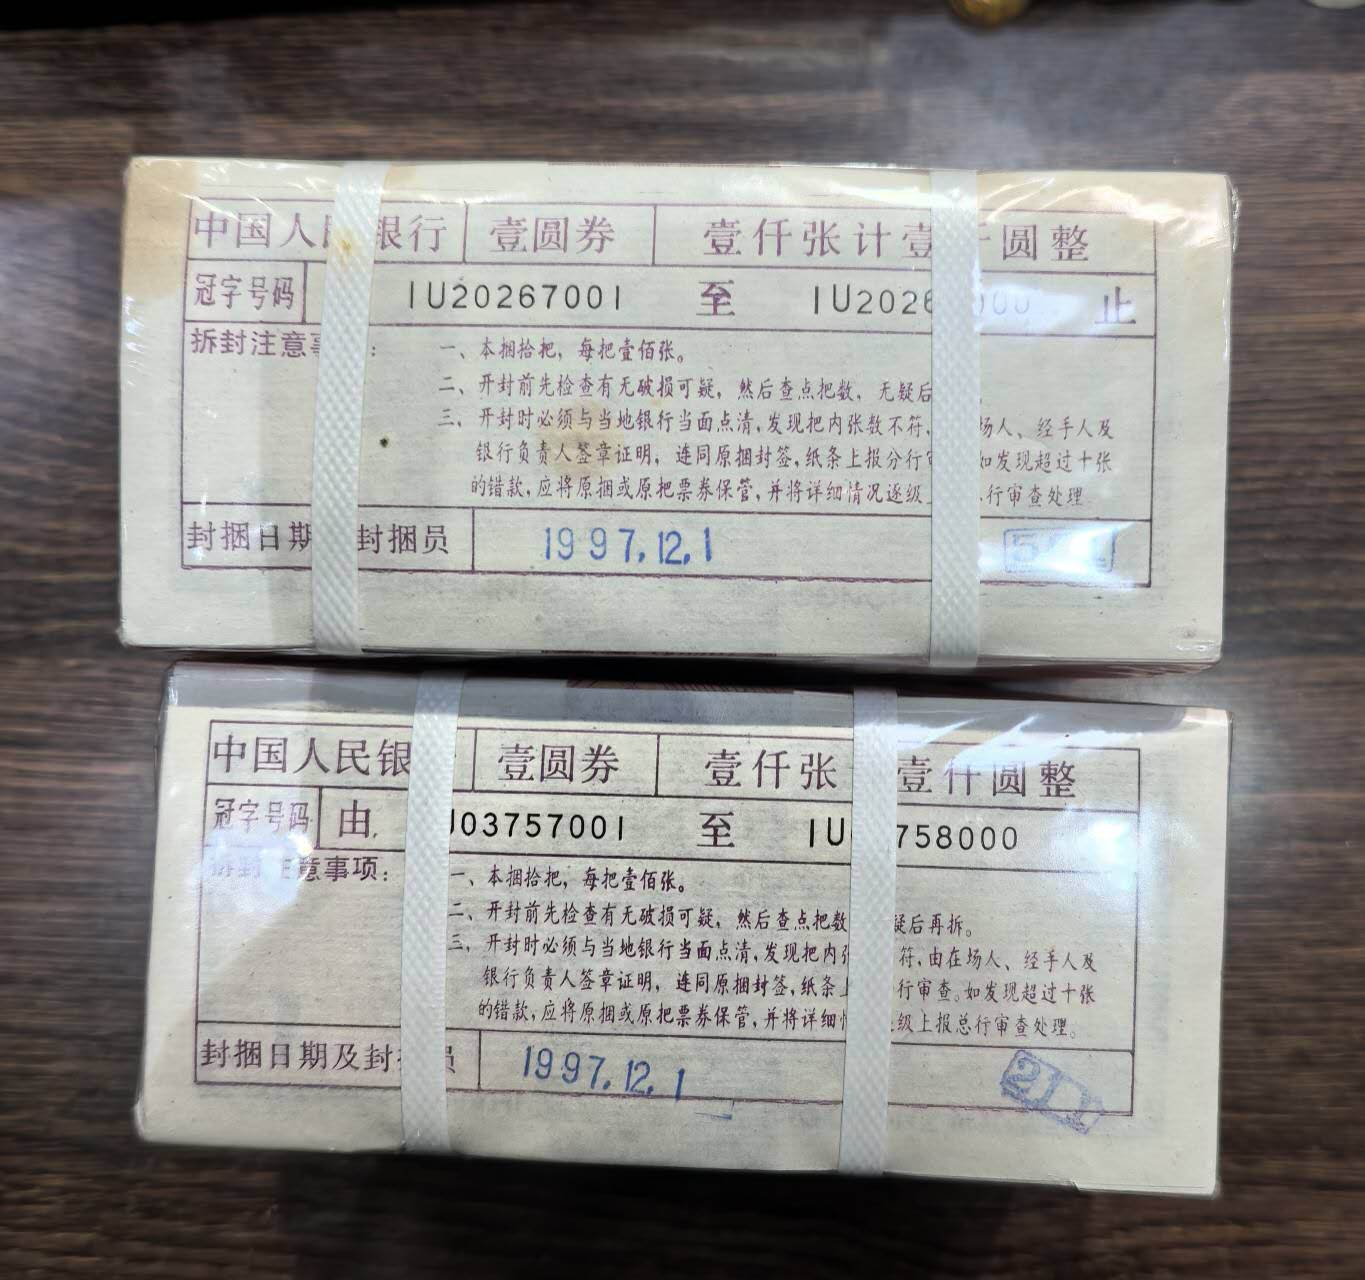 中国人 银行 壹圆券 壹仟张计壹仟圆整
冠字号码 IU20267001 至 IU2026 000 止
拆封注意事 :
一、本捆拾把,每把壹佰张。
二、开封前先检查有无破损可疑,然后查点把数,无疑后
三、开封时必须与当地银行当面点清,发现把内张数不符, 场人、经手人及
银行负责人签章证明,连同原捆封签,纸条上报分行 如发现超过十张
的错款,应将原捆或原把票券保管,并将详细情况逐级 总行审查处理
封捆日期 封捆员 1997.12.1
中国人民银 壹圆券 壹仟张 壹仟圆整
冠字号码 由 U03757001 至 IU 758000
拆封注意事项:
一、本捆拾把,每把壹佰张。
二、开封前先检查有无破损可疑,然后查点把数 疑后再拆。
三、开封时必须与当地银行当面点清,发现把内张 符,由在场人、经手人及
银行负责人签章证明,连同原捆封签,纸条上 行审查。如发现超过十张
的错款,应将原捆或原把票券保管,并将详细情 级上报总行审查处理。
封捆日期及封 员 1997.12.1 211